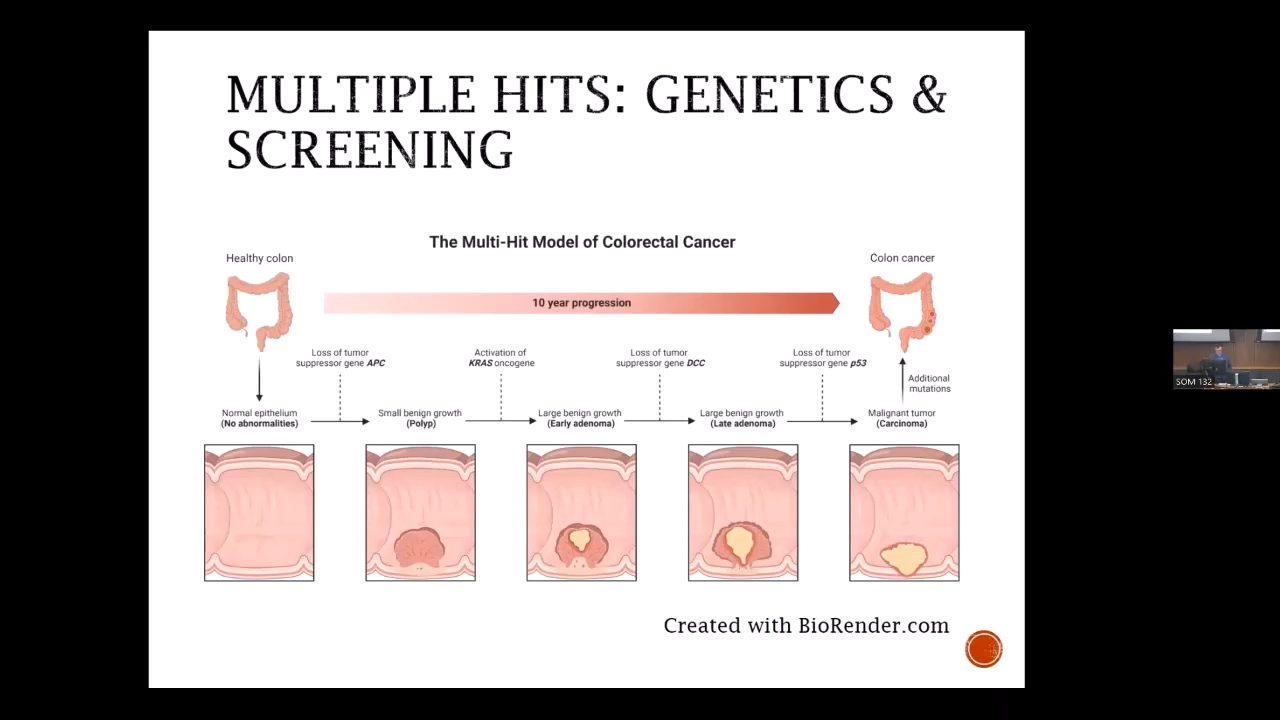 MULTIPLE HITS: GENETICS &
SCREENING
The Multi-Hit Model of Colorectal Cancer
Healthy colon
Colon cancer
10 year progression
Loss of tumor
suppressor gene APC
Activation of
KRAS oncogene
Loss of tumor
suppressor gene DCC
Loss of tumor
suppressor gene p53
Additional
mutations
Normal epithelium
(No abnormalities)
Small benign growth
(Polyp)
Large benign growth
(Early adenoma)
Large benign growth
(Late adenoma)
Malignant tumor
(Carcinoma)
Created with BioRender.com
SOM 132